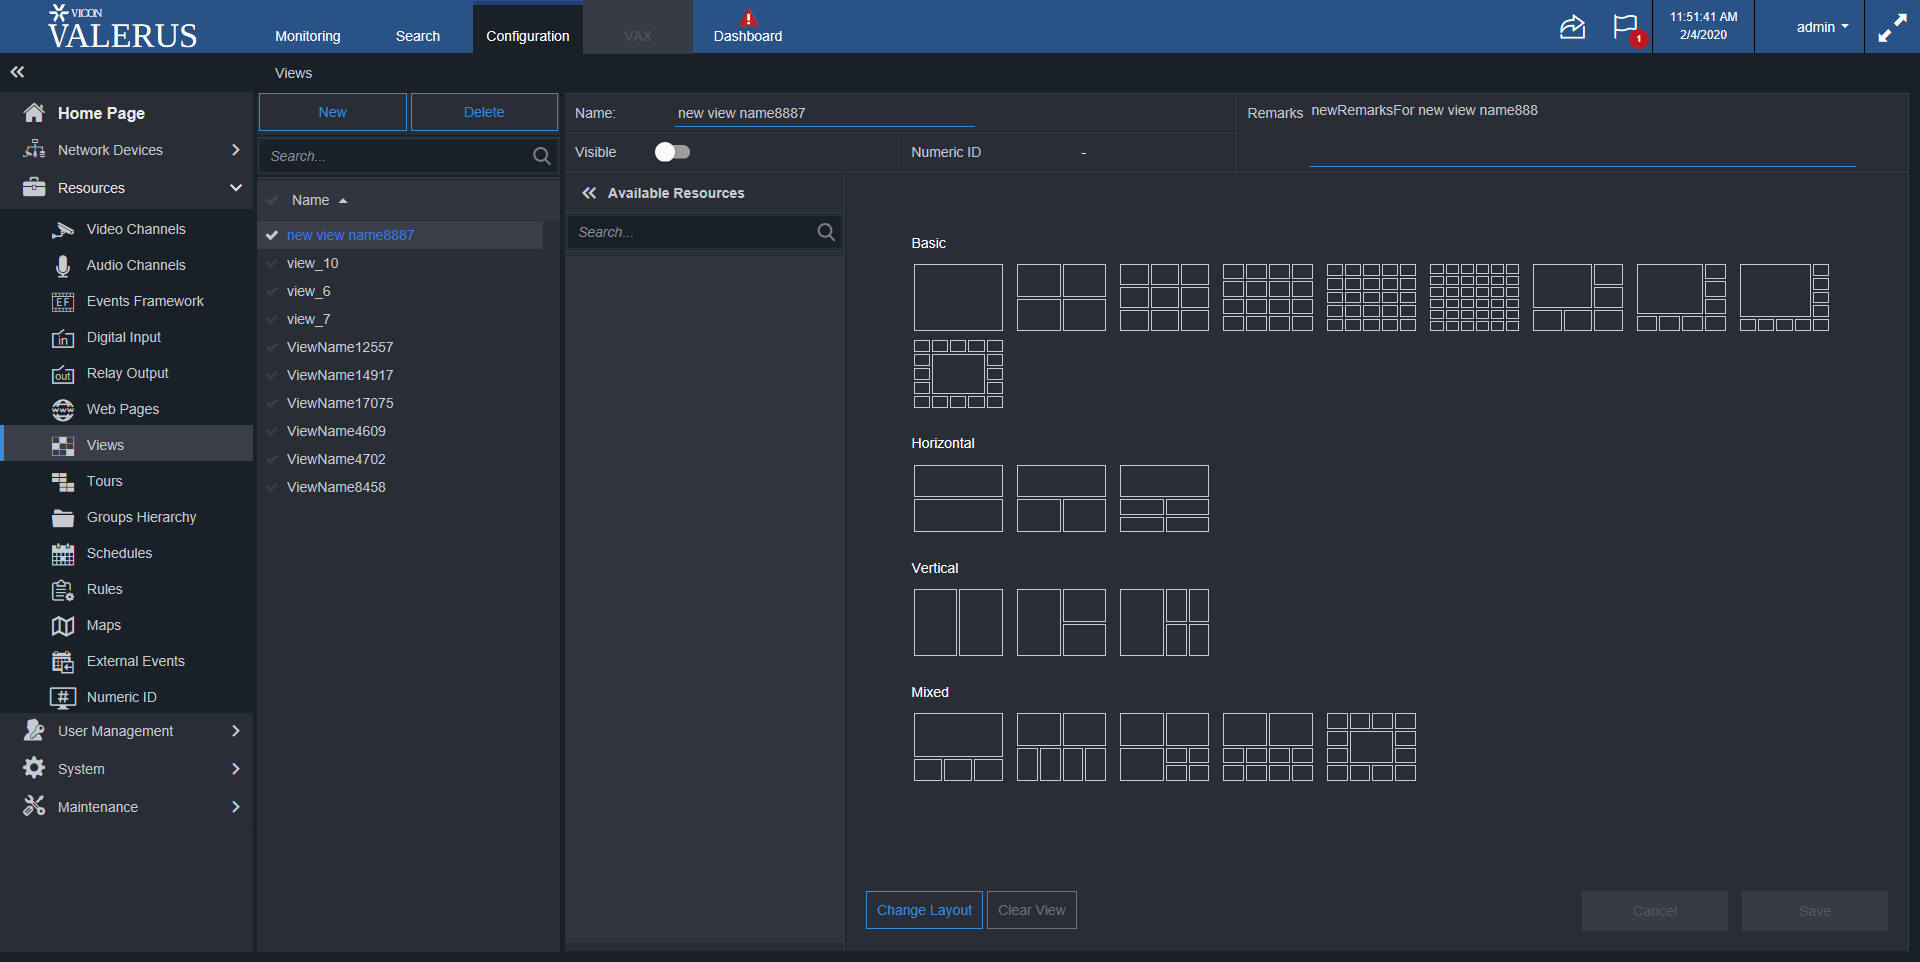 VICON
VALERUS
Monitoring
Search
Configuration
VAX
Dashboard
1
11:51:41 AM
2/4/2020
admin
Views
Home Page
Network Devices
Resources
Video Channels
Audio Channels
EF
Events Framework
in
Digital Input
out
Relay Output
www
Web Pages
Views
Tours
Groups Hierarchy
Schedules
Rules
Maps
External Events
#
Numeric ID
User Management
System
Maintenance
New
Delete
Search...
Name
new view name8887
view_10
view_6
view_7
ViewName12557
ViewName14917
ViewName17075
ViewName4609
ViewName4702
ViewName8458
Name:
new view name8887
Remarks
newRemarksFor new view name888
Visible
Numeric ID
-
Available Resources
Search...
Basic
Horizontal
Vertical
Mixed
Change Layout
Clear View
Cancel
Save